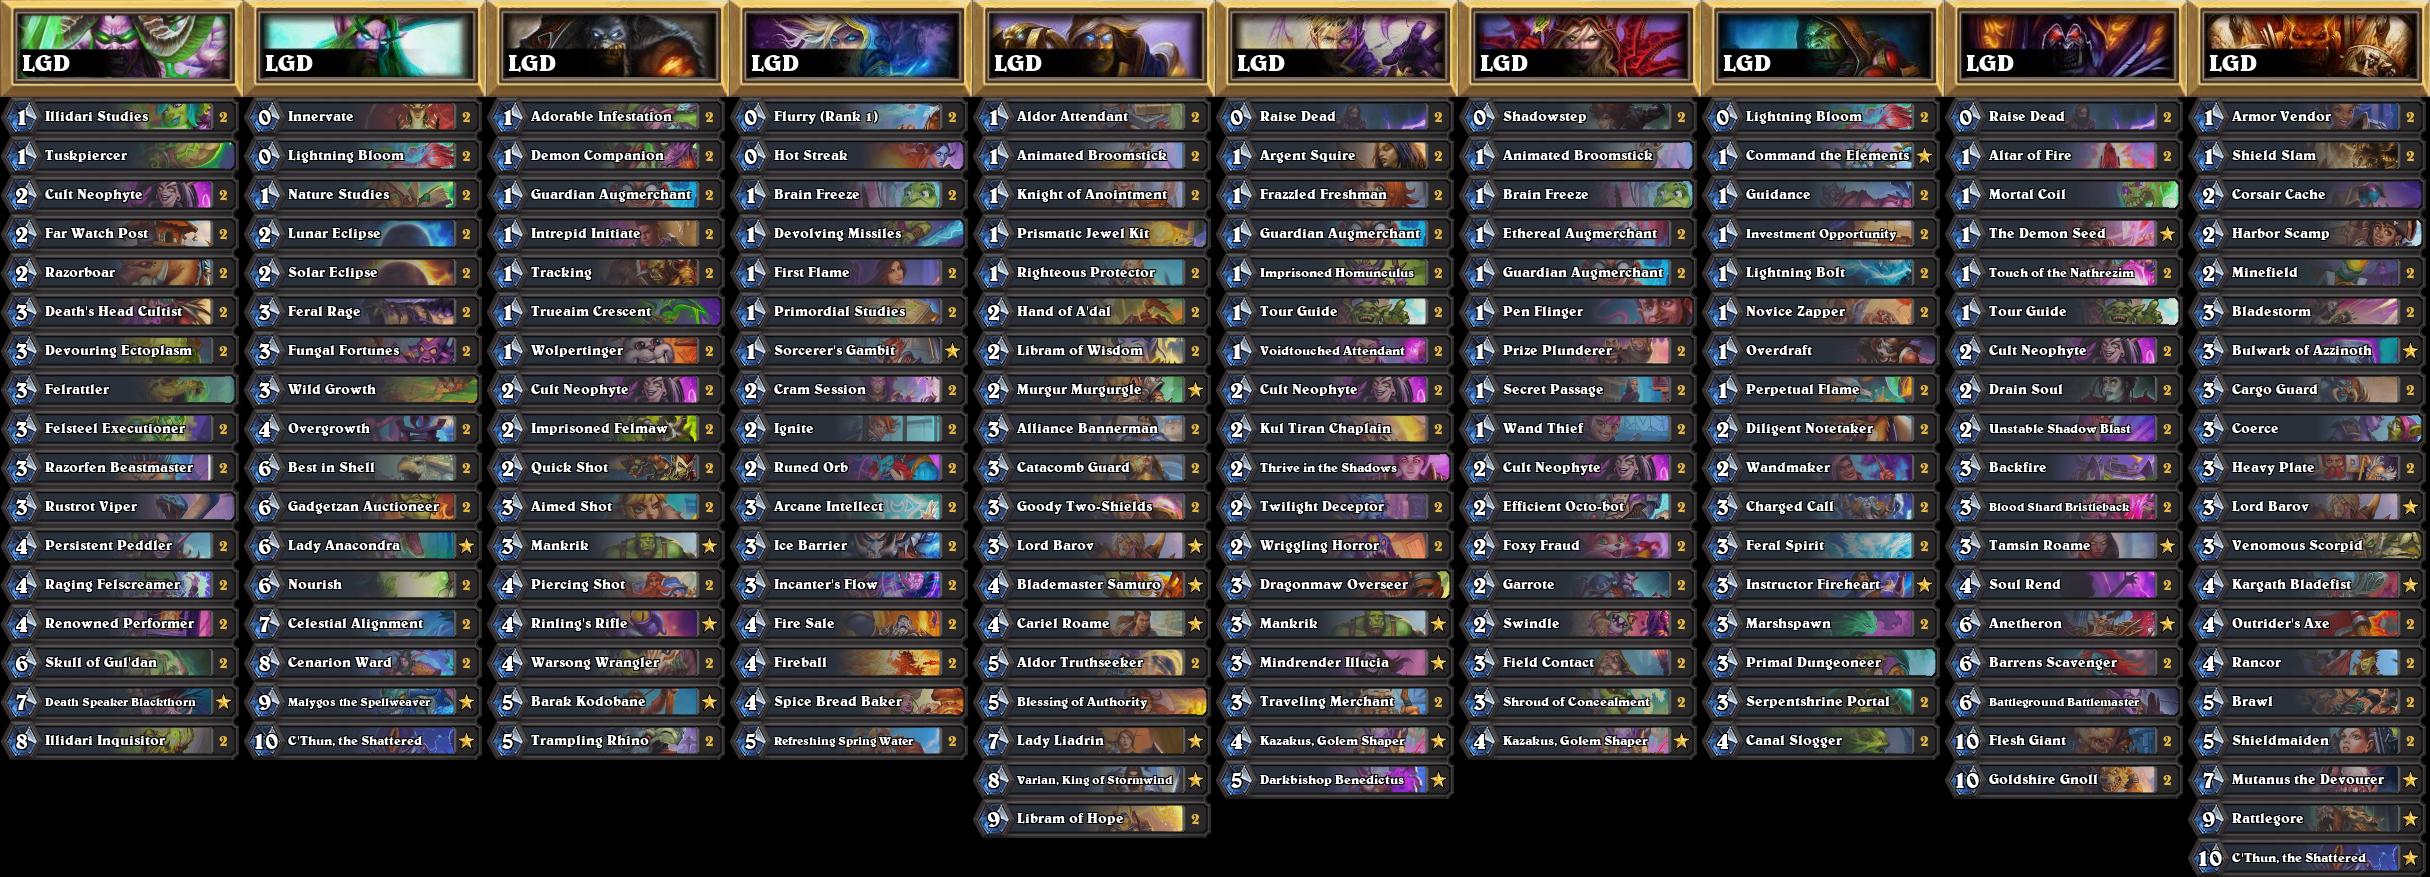 LGD
1 Illidari Studies 2
1 Tuskpiercer
2 Cult Neophyte 2
2 Far Watch Post 2
2 Razorboar 2
3 Death's Head Cultist 2
3 Devouring Ectoplasm 2
3 Felrattler
3 Felsteel Executioner 2
3 Razorfen Beastmaster 2
3 Rustrot Viper
4 Persistent Peddler 2
4 Raging Felscreamer 2
4 Renowned Performer 2
6 Skull of Gul'dan 2
7 Death Speaker Blackthorn
8 Illidari Inquisitor 2
LGD
0 Innervate 2
0 Lightning Bloom 2
1 Nature Studies 2
2 Lunar Eclipse 2
2 Solar Eclipse 2
3 Feral Rage 2
3 Fungal Fortunes 2
3 Wild Growth
4 Overgrowth 2
6 Best in Shell 2
6 Gadgetzan Auctioneer 2
6 Lady Anacondra
6 Nourish 2
7 Celestial Alignment 2
8 Cenarion Ward 2
9 Malygos the Spellweaver
10 C'Thun, the Shattered
LGD
1 Adorable Infestation 2
1 Demon Companion 2
1 Guardian Augmerchant 2
1 Intrepid Initiate 2
1 Tracking 2
1 Trueaim Crescent
1 Wolpertinger 2
2 Cult Neophyte 2
2 Imprisoned Felmaw 2
2 Quick Shot 2
3 Aimed Shot 2
3 Mankrik
4 Piercing Shot 2
4 Rinling's Rifle
4 Warsong Wrangler 2
5 Barak Kodobane
5 Trampling Rhino 2
LGD
0 Flurry (Rank 1) 2
0 Hot Streak
1 Brain Freeze 2
1 Devolving Missiles
1 First Flame 2
1 Primordial Studies 2
1 Sorcerer's Gambit
2 Cram Session 2
2 Ignite 2
2 Runed Orb 2
3 Arcane Intellect 2
3 Ice Barrier 2
3 Incanter's Flow 2
4 Fire Sale 2
4 Fireball 2
4 Spice Bread Baker
5 Refreshing Spring Water 2
LGD
1 Aldor Attendant 2
1 Animated Broomstick 2
1 Knight of Anointment 2
1 Prismatic Jewel Kit
1 Righteous Protector 2
2 Hand of A'dal 2
2 Libram of Wisdom 2
2 Murgur Murgurgle
3 Alliance Bannerman 2
3 Catacomb Guard 2
3 Goody Two-Shields 2
3 Lord Barov
4 Blademaster Samuro
4 Cariel Roame
5 Aldor Truthseeker 2
5 Blessing of Authority
7 Lady Liadrin
8 Varian, King of Stormwind
9 Libram of Hope 2
LGD
0 Raise Dead 2
1 Argent Squire 2
1 Frazzled Freshman 2
1 Guardian Augmerchant 2
1 Imprisoned Homunculus 2
1 Tour Guide 2
1 Voidtouched Attendant 2
2 Cult Neophyte 2
2 Kul Tiran Chaplain 2
2 Thrive in the Shadows
2 Twilight Deceptor 2
2 Wriggling Horror 2
3 Dragonmaw Overseer
3 Mankrik
3 Mindrender Illucia
3 Traveling Merchant 2
4 Kazakus, Golem Shaper
5 Darkbishop Benedictus
LGD
0 Shadowstep 2
1 Animated Broomstick
1 Brain Freeze
1 Ethereal Augmerchant 2
1 Guardian Augmerchant 2
1 Pen Flinger
1 Prize Plunderer 2
1 Secret Passage 2
1 Wand Thief 2
2 Cult Neophyte 2
2 Efficient Octo-bot 2
2 Foxy Fraud 2
2 Garrote 2
2 Swindle 2
3 Field Contact 2
3 Shroud of Concealment 2
4 Kazakus, Golem Shaper
LGD
0 Lightning Bloom 2
1 Command the Elements
1 Guidance 2
1 Investment Opportunity 2
1 Lightning Bolt 2
1 Novice Zapper 2
1 Overdraft
1 Perpetual Flame 2
2 Diligent Notetaker 2
2 Wandmaker 2
3 Charged Call 2
3 Feral Spirit 2
3 Instructor Fireheart
3 Marshspawn 2
3 Primal Dungeoneer
3 Serpentshrine Portal 2
4 Canal Slogger 2
LGD
0 Raise Dead 2
1 Altar of Fire 2
1 Mortal Coil
1 The Demon Seed
1 Touch of the Nathrezim 2
1 Tour Guide
2 Cult Neophyte 2
2 Drain Soul 2
2 Unstable Shadow Blast 2
3 Backfire 2
3 Blood Shard Bristleback 2
3 Tamsin Roame
4 Soul Rend 2
6 Anetheron
6 Barrens Scavenger 2
6 Battleground Battlemaster
10 Flesh Giant 2
10 Goldshire Gnoll 2
LGD
1 Armor Vendor 2
1 Shield Slam 2
2 Corsair Cache
2 Harbor Scamp
2 Minefield 2
3 Bladestorm 2
3 Bulwark of Azzinoth
3 Cargo Guard 2
3 Coerce
3 Heavy Plate 2
3 Lord Barov
3 Venomous Scorpid
4 Kargath Bladefist
4 Outrider's Axe 2
4 Rancor 2
5 Brawl 2
5 Shieldmaiden 2
7 Mutanus the Devourer
9 Rattlegore
10 C'Thun, the Shattered